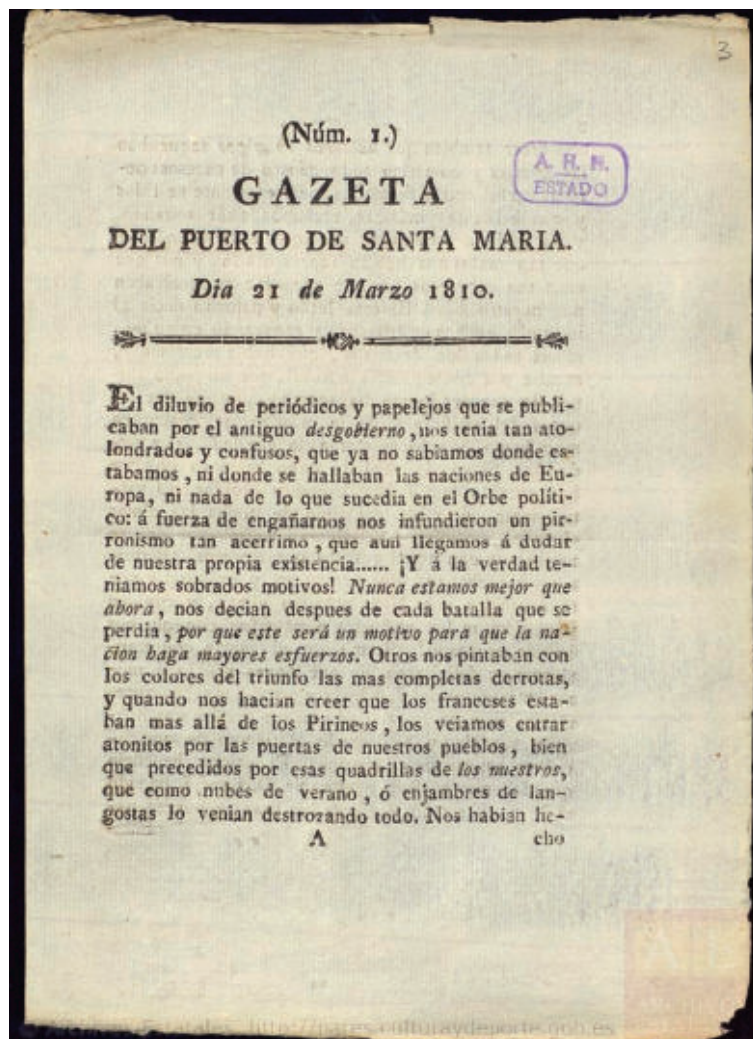 3
(Núm. 1.)
A. H. N.
ESTADO
GAZETA
DEL PUERTO DE SANTA MARIA.
Dia 21 de Marzo 1810.
El diluvio de periódicos y papelejos que se publi-
caban por el antiguo desgobierno, nos tenia tan ato-
londrados y confusos, que ya no sabiamos donde es-
tabamos, ni donde se hallaban las naciones de Eu-
ropa, ni nada de lo que sucedia en el Orbe políti-
co: á fuerza de engañarnos nos infundieron un pir-
ronismo tan acerrimo, que aun llegamos á dudar
de nuestra propia existencia...... ¡Y á la verdad te-
niamos sobrados motivos! Nunca estamos mejor que
ahora, nos decian despues de cada batalla que se
perdia, por que este será un motivo para que la na-
cion haga mayores esfuerzos. Otros nos pintaban con
los colores del triunfo las mas completas derrotas,
y quando nos hacian creer que los franceses esta-
ban mas allá de los Pirineos, los veiamos entrar
atonitos por las puertas de nuestros pueblos, bien
que precedidos por esas quadrillas de los nuestros,
que como nubes de verano, ó enjambres de lan-
gostas lo venian destrozando todo. Nos habian he-
A cho
Estatales. http://pares.culturaydeporte.gob.es